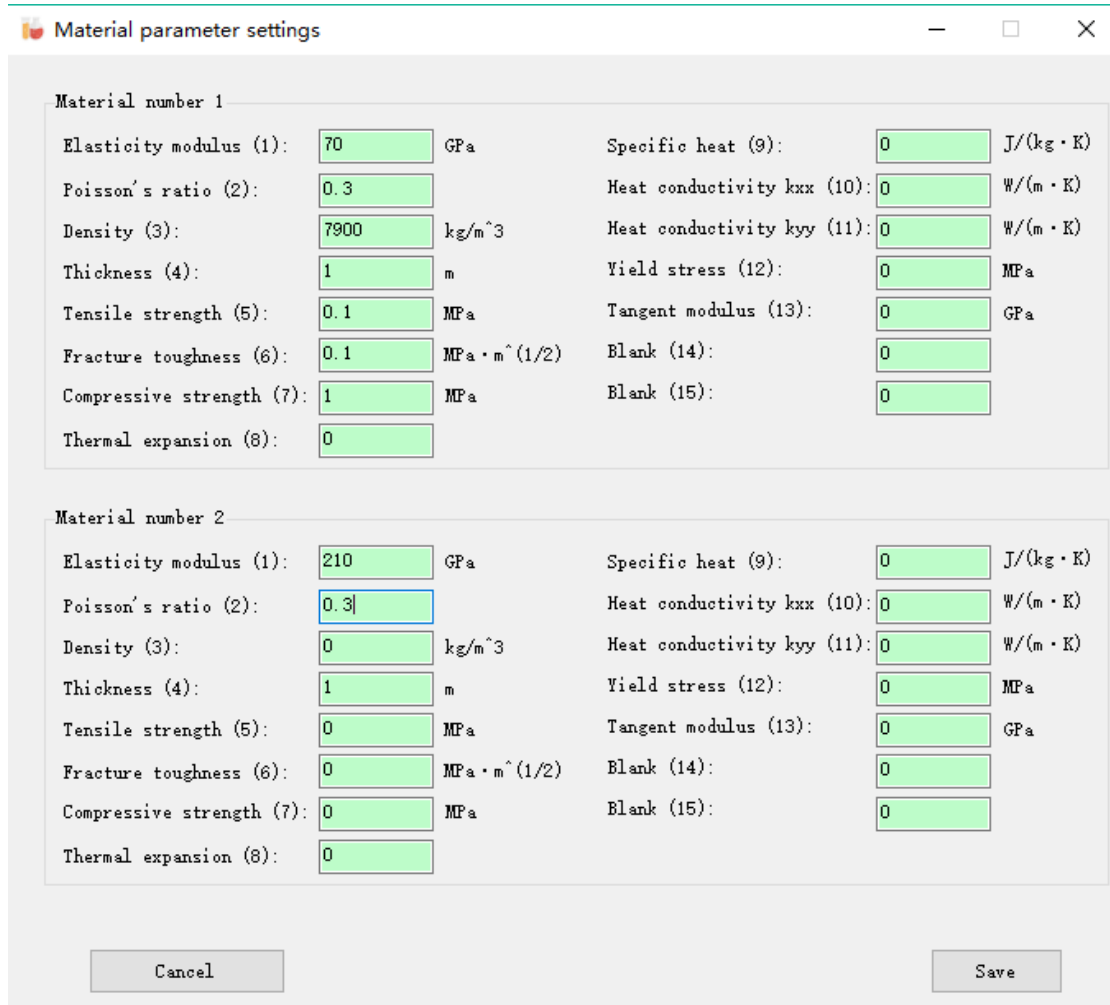 Material parameter settings
Material number 1
Elasticity modulus (1): 70 GPa Specific heat (9): 0 J/(kg·K)
Poisson's ratio (2): 0.3 Heat conductivity kxx (10): 0 W/(m·K)
Density (3): 7900 kg/m^3 Heat conductivity kyy (11): 0 W/(m·K)
Thickness (4): 1 m Yield stress (12): 0 MPa
Tensile strength (5): 0.1 MPa Tangent modulus (13): 0 GPa
Fracture toughness (6): 0.1 MPa·m^(1/2) Blank (14): 0
Compressive strength (7): 1 MPa Blank (15): 0
Thermal expansion (8): 0
Material number 2
Elasticity modulus (1): 210 GPa Specific heat (9): 0 J/(kg·K)
Poisson's ratio (2): 0.3 Heat conductivity kxx (10): 0 W/(m·K)
Density (3): 0 kg/m^3 Heat conductivity kyy (11): 0 W/(m·K)
Thickness (4): 1 m Yield stress (12): 0 MPa
Tensile strength (5): 0 MPa Tangent modulus (13): 0 GPa
Fracture toughness (6): 0 MPa·m^(1/2) Blank (14): 0
Compressive strength (7): 0 MPa Blank (15): 0
Thermal expansion (8): 0
Cancel Save